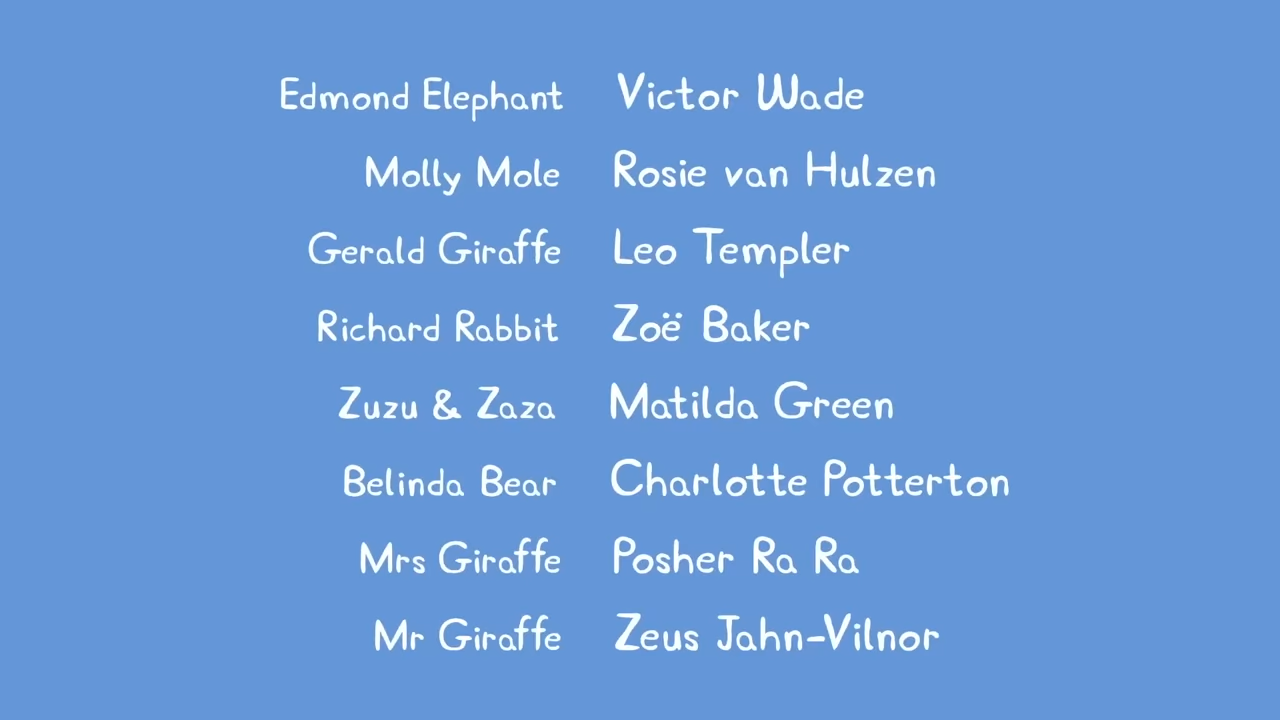 Edmond Elephant Victor Wade
Molly Mole Rosie van Hulzen
Gerald Giraffe Leo Templer
Richard Rabbit Zoë Baker
Zuzu & Zaza Matilda Green
Belinda Bear Charlotte Potterton
Mrs Giraffe Posher Ra Ra
Mr Giraffe Zeus Jahn-Vilnor